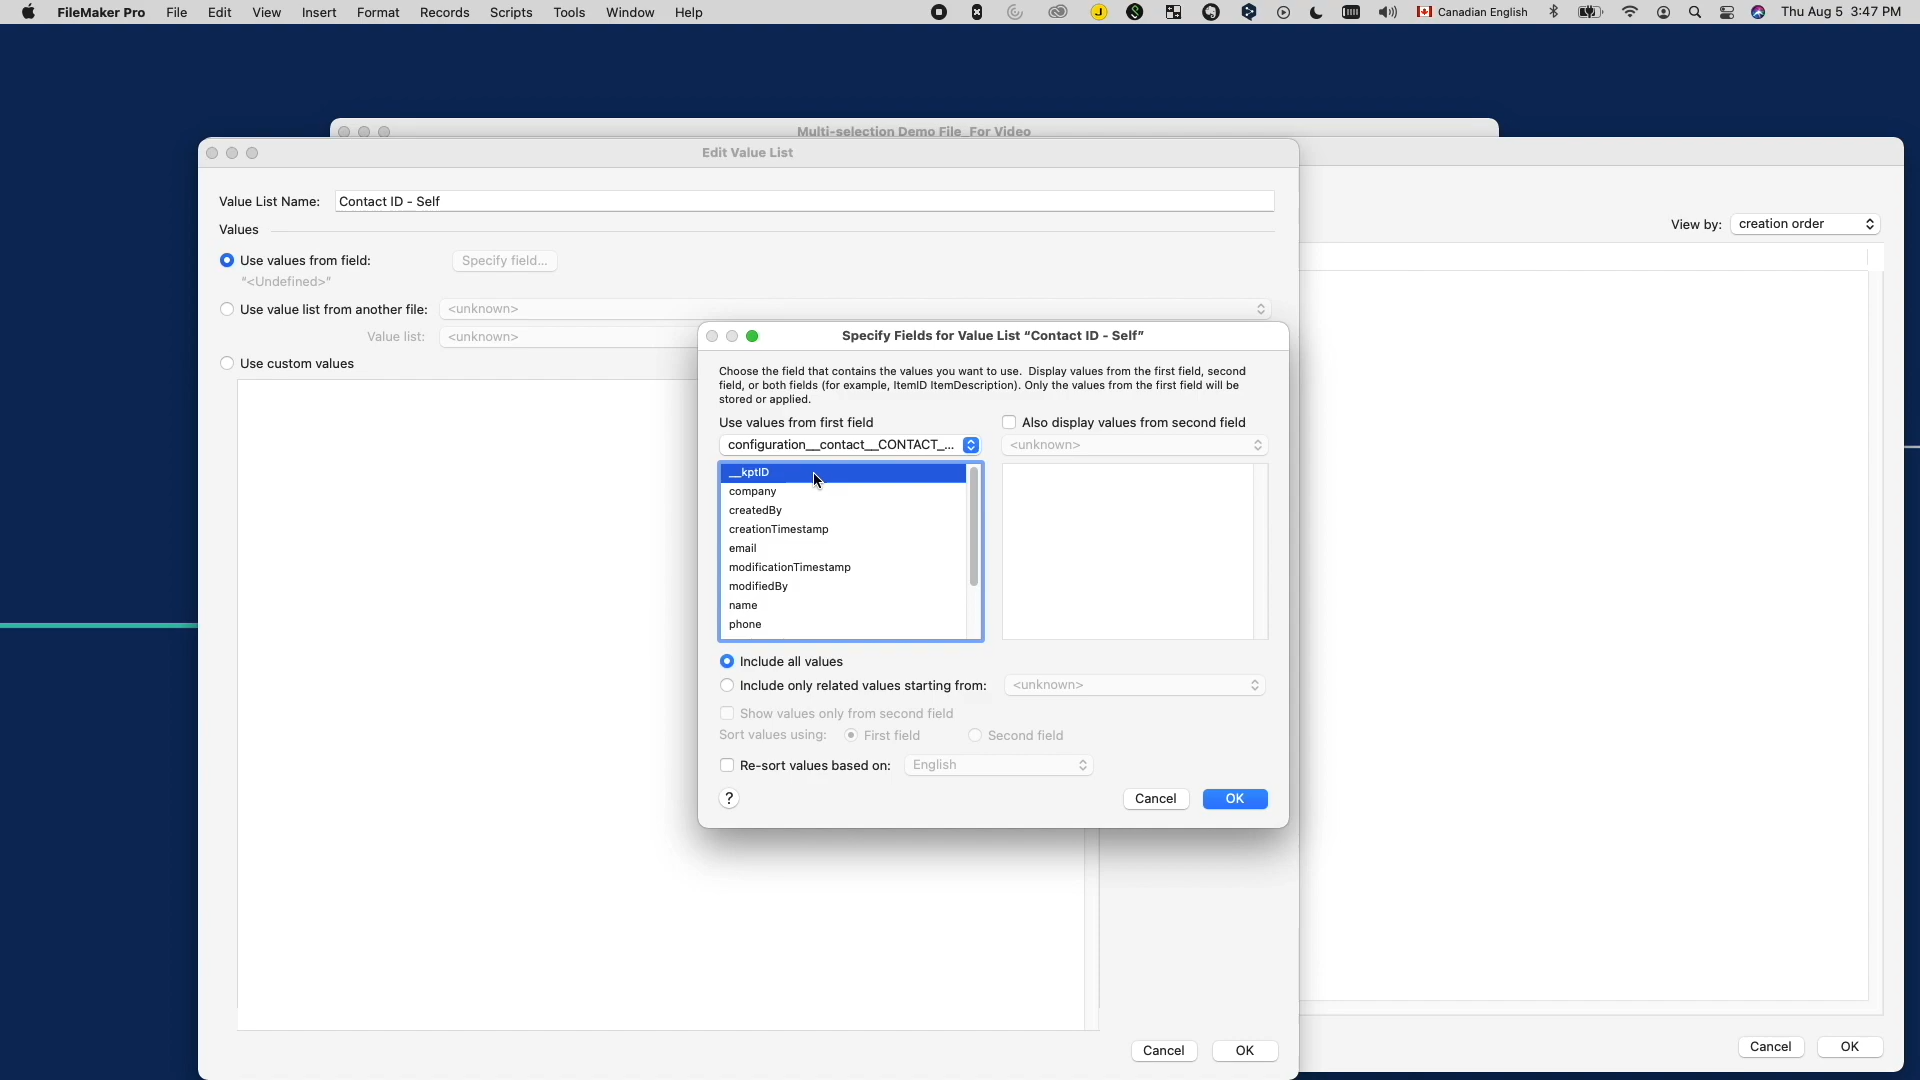 FileMaker Pro File Edit View Insert Format Records Scripts Tools Window Help Canadian English Thu Aug 5 3:47 PM
Multi-selection Demo File_For Video
Edit Value List
Value List Name: Contact ID - Self
Values
View by: creation order
Use values from field: Specify field...
"<Undefined>"
Use value list from another file: <unknown>
Value list: <unknown>
Use custom values
Specify Fields for Value List “Contact ID - Self”
Choose the field that contains the values you want to use. Display values from the first field, second
field, or both fields (for example, ItemID ItemDescription). Only the values from the first field will be
stored or applied.
Use values from first field
Also display values from second field
configuration__contact__CONTACT_...
<unknown>
__kptID
company
createdBy
creationTimestamp
email
modificationTimestamp
modifiedBy
name
phone
Include all values
Include only related values starting from: <unknown>
Show values only from second field
Sort values using: First field Second field
Re-sort values based on: English
? Cancel OK
Cancel OK
Cancel OK